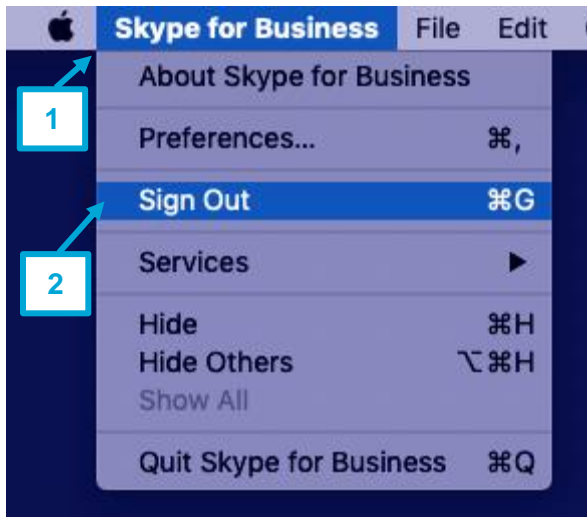 Skype for Business File Edit
1
About Skype for Business
Preferences... ⌘,
Sign Out ⌘G
2
Services ▶
Hide ⌘H
Hide Others ⌥⌘H
Show All
Quit Skype for Business ⌘Q